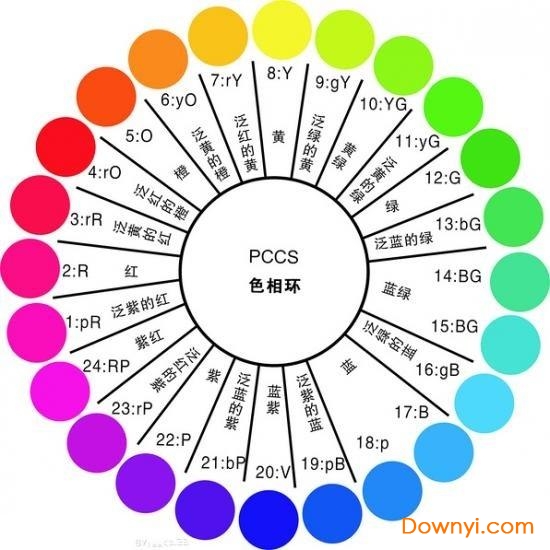 PCCS
色相环
1:pR
泛紫的红
2:R
红
3:rR
泛黄的红
4:rO
泛红的橙
5:O
橙
6:yO
泛黄的橙
7:rY
泛红的黄
8:Y
黄
9:gY
泛绿的黄
10:YG
黄绿
11:yG
泛黄的绿
12:G
绿
13:bG
泛蓝的绿
14:BG
蓝绿
15:BG
16:gB
泛绿的蓝
17:B
蓝
18:p
19:pB
泛紫的蓝
20:V
蓝紫
21:bP
泛蓝的紫
22:P
紫
23:rP
泛红的紫
24:RP
紫红
Downyi.com